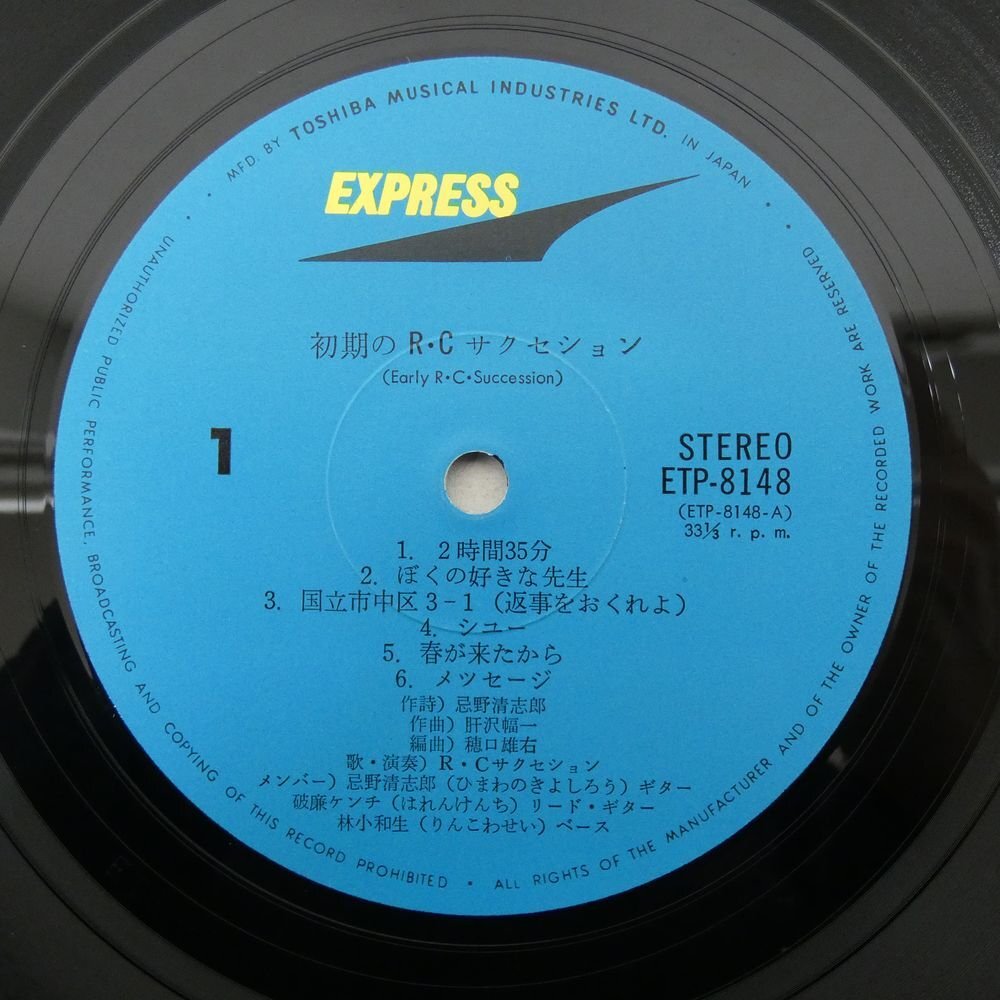 MFD. BY TOSHIBA MUSICAL INDUSTRIES LTD. IN JAPAN
EXPRESS
初期の R・C サクセション
(Early R・C・Succession)
1
STEREO
ETP-8148
(ETP-8148-A)
33⅓ r. p. m.
1. 2時間35分
2. ぼくの好きな先生
3. 国立市中区3-1（返事をおくれよ）
4. シユー
5. 春が来たから
6. メツセージ
作詩）忌野清志郎
作曲）肝沢幅一
編曲）穂口雄右
歌・演奏）R・Cサクセション
メンバー）忌野清志郎（ひまわのきよしろう）ギター
破廉ケンチ（はれんけんち）リード・ギター
林小和生（りんこわせい）ベース
UNAUTHORIZED PUBLIC PERFORMANCE, BROADCASTING AND COPYING OF THIS RECORD PROHIBITED • ALL RIGHTS OF THE MANUFACTURER AND OF THE OWNER OF THE RECORDED WORK ARE RESERVED